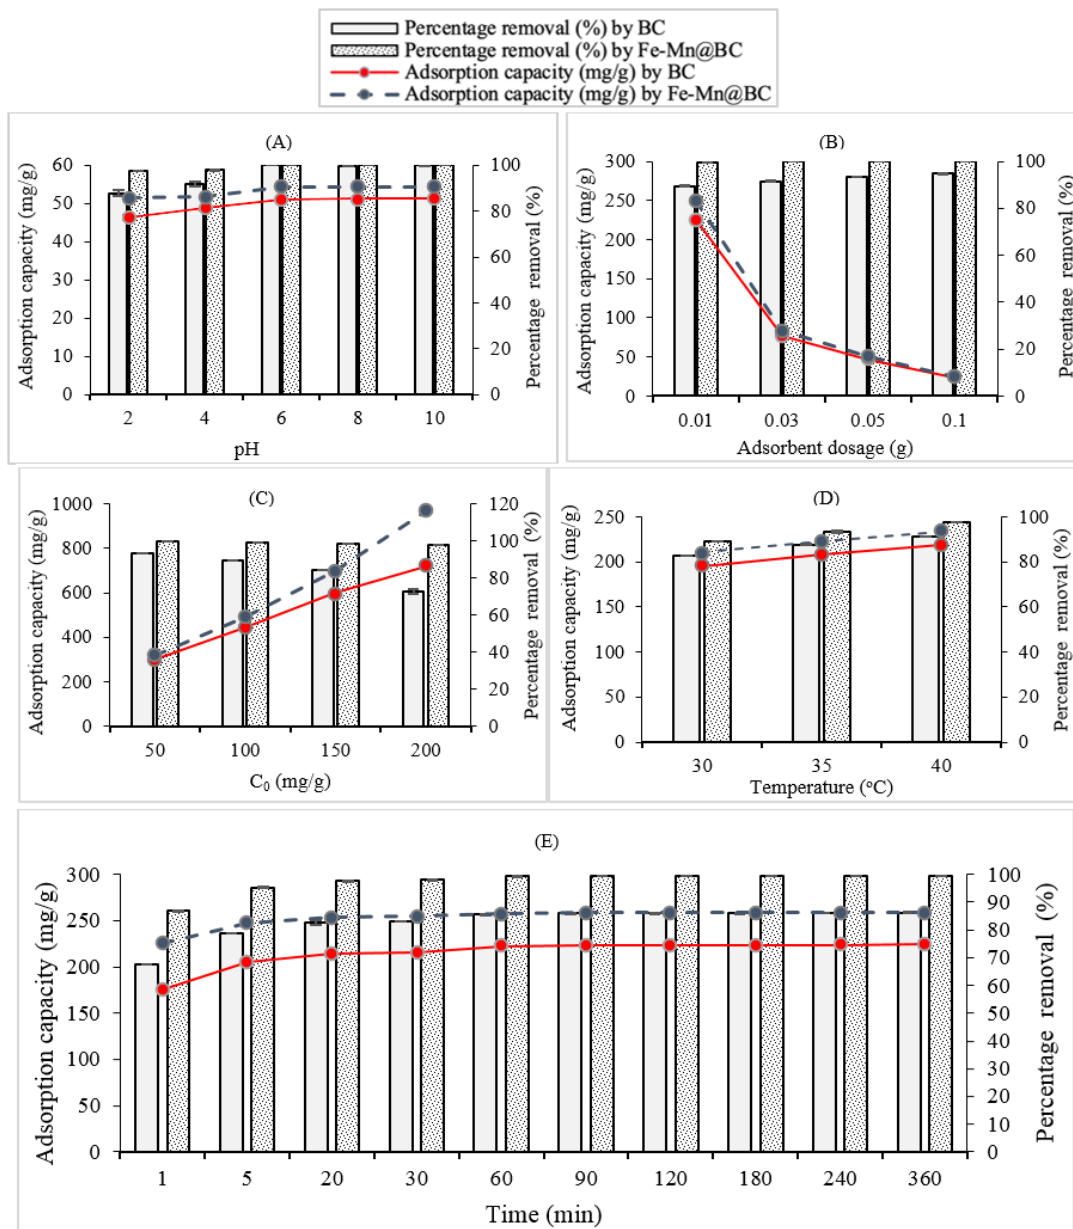 Percentage removal (%) by BC
Percentage removal (%) by Fe-Mn@BC
Adsorption capacity (mg/g) by BC
Adsorption capacity (mg/g) by Fe-Mn@BC
(A)
Adsorption capacity (mg/g)
60
50
40
30
20
10
0
100
80
60
40
20
0
Percentage removal (%)
2 4 6 8 10
pH
(B)
Adsorption capacity (mg/g)
300
250
200
150
100
50
0
100
80
60
40
20
0
Percentage removal (%)
0.01 0.03 0.05 0.1
Adsorbent dosage (g)
(C)
Adsorption capacity (mg/g)
1000
800
600
400
200
0
120
100
80
60
40
20
0
Percentage removal (%)
50 100 150 200
C₀ (mg/g)
(D)
Adsorption capacity (mg/g)
250
200
150
100
50
0
100
80
60
40
20
0
Percentage removal (%)
30 35 40
Temperature (°C)
(E)
Adsorption capacity (mg/g)
300
250
200
150
100
50
0
100
90
80
70
60
50
40
30
20
10
0
Percentage removal (%)
1 5 20 30 60 90 120 180 240 360
Time (min)